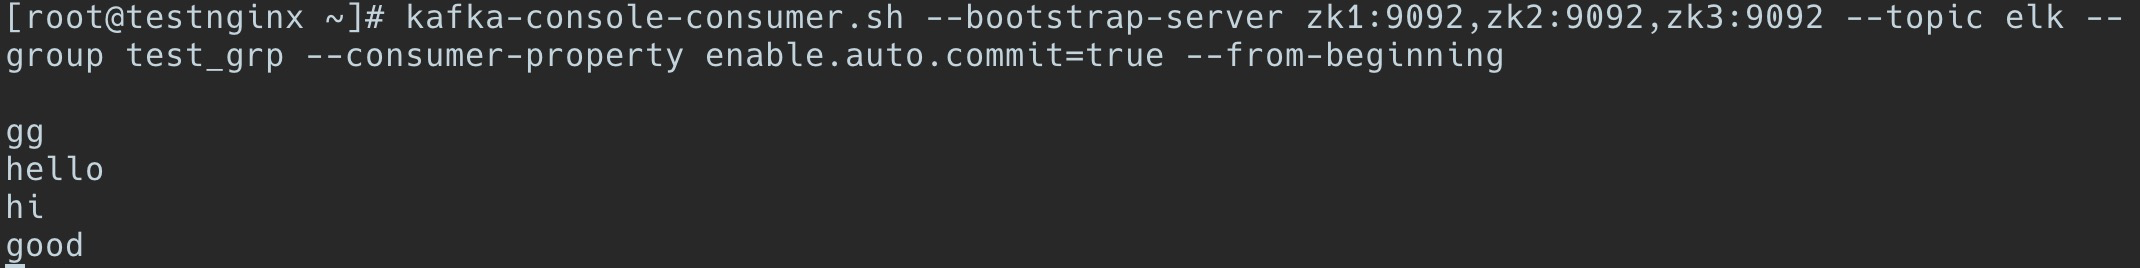 [root@testnginx ~]# kafka-console-consumer.sh --bootstrap-server zk1:9092,zk2:9092,zk3:9092 --topic elk --
group test_grp --consumer-property enable.auto.commit=true --from-beginning
gg
hello
hi
good